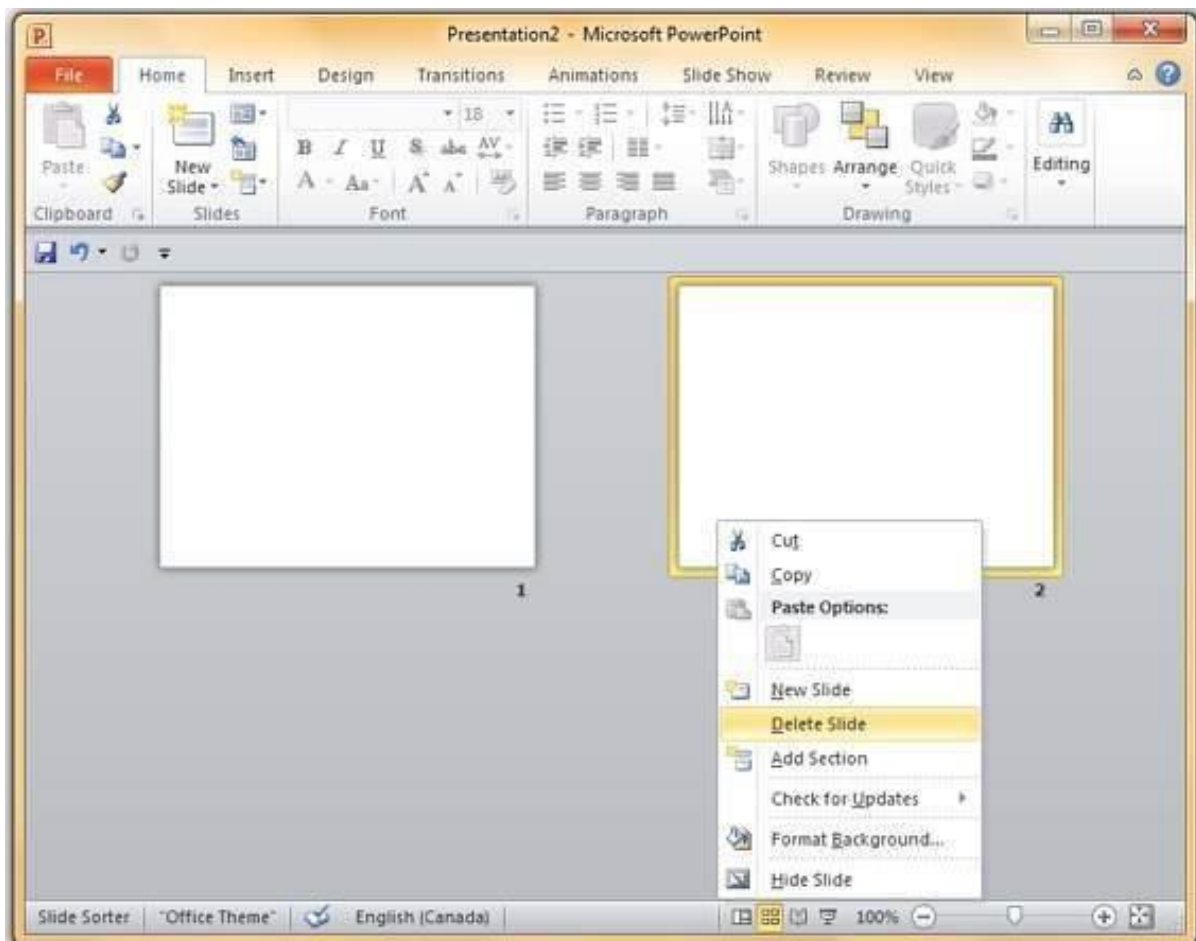 Presentation2 - Microsoft PowerPoint
File Home Insert Design Transitions Animations Slide Show Review View
18
B I U S abc AV
Paste New Slide A Aa A A Shapes Arrange Quick Styles Editing
Clipboard Slides Font Paragraph Drawing
1
2
Cut
Copy
Paste Options:
New Slide
Delete Slide
Add Section
Check for Updates
Format Background...
Hide Slide
Slide Sorter "Office Theme" English (Canada) 100%